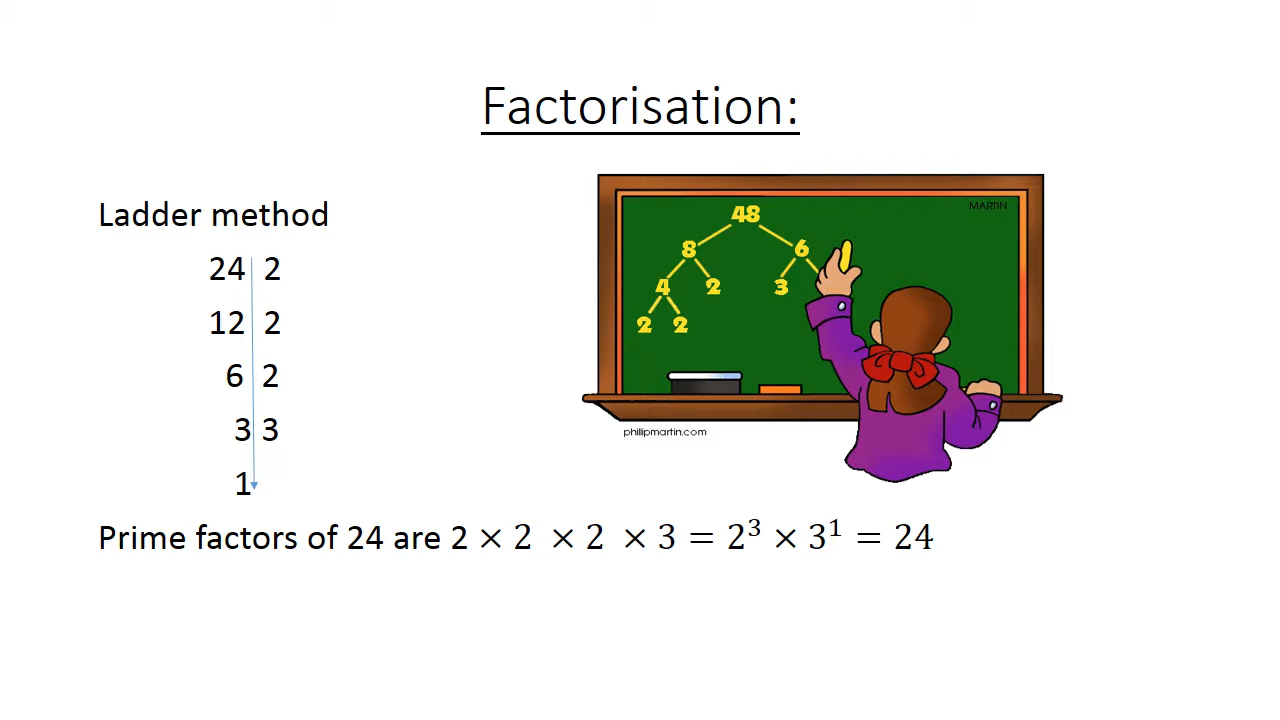 Factorisation:
Ladder method
24 2
12 2
6 2
3 3
1
MARTIN
48
8 6
4 2 3
2 2
philipmartin.com
Prime factors of 24 are 2 × 2 × 2 × 3 = 2³ × 3¹ = 24